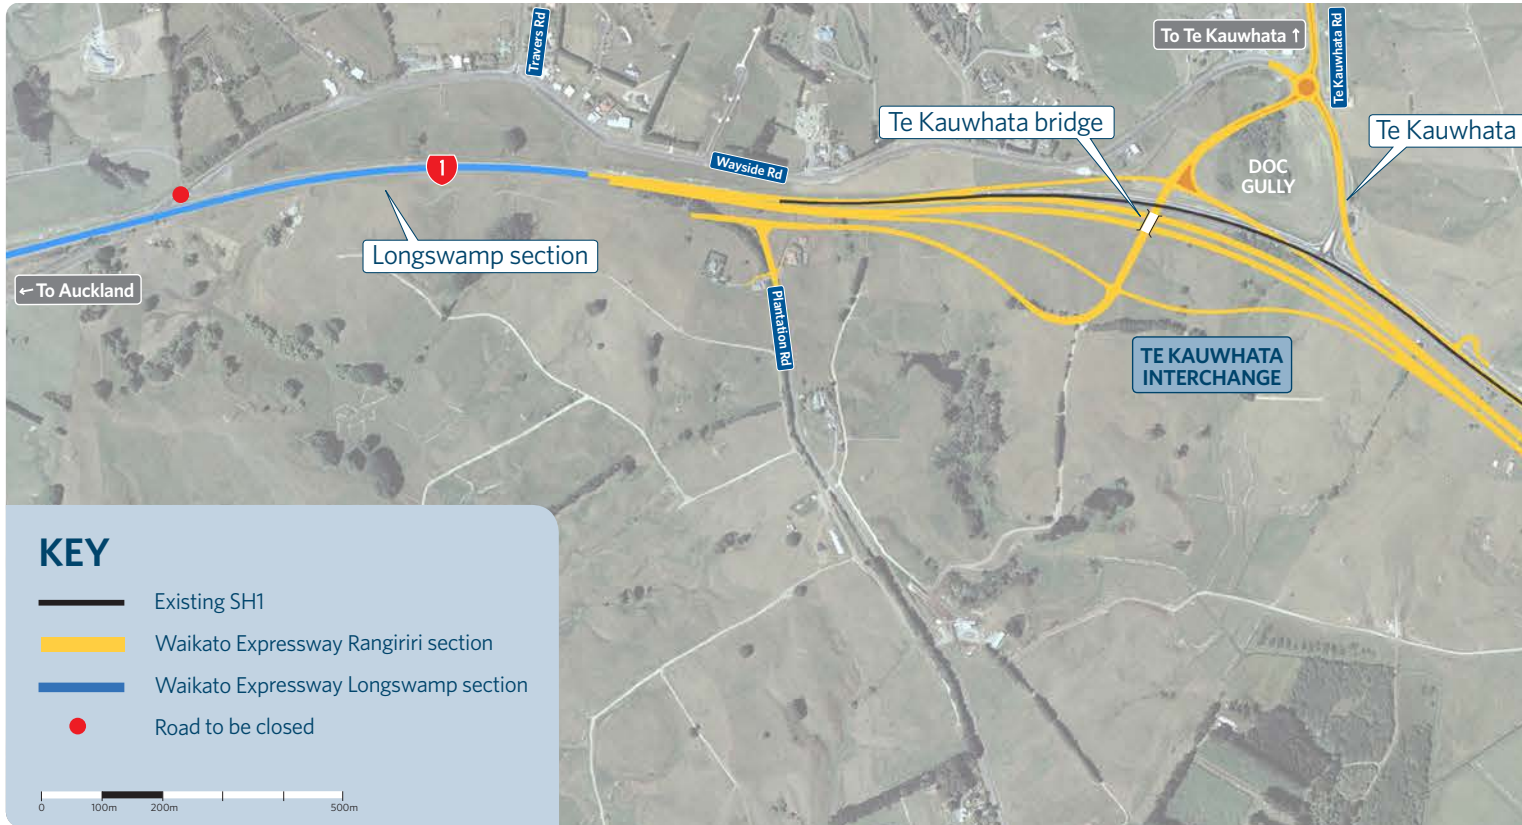 Travers Rd
To Te Kauwhata ↑
Te Kauwhata Rd
Te Kauwhata bridge
Te Kauwhata
Wayside Rd
DOC
GULLY
1
Longswamp section
← To Auckland
Plantation Rd
TE KAUWHATA
INTERCHANGE
KEY
Existing SH1
Waikato Expressway Rangiriri section
Waikato Expressway Longswamp section
Road to be closed
0 100m 200m 500m